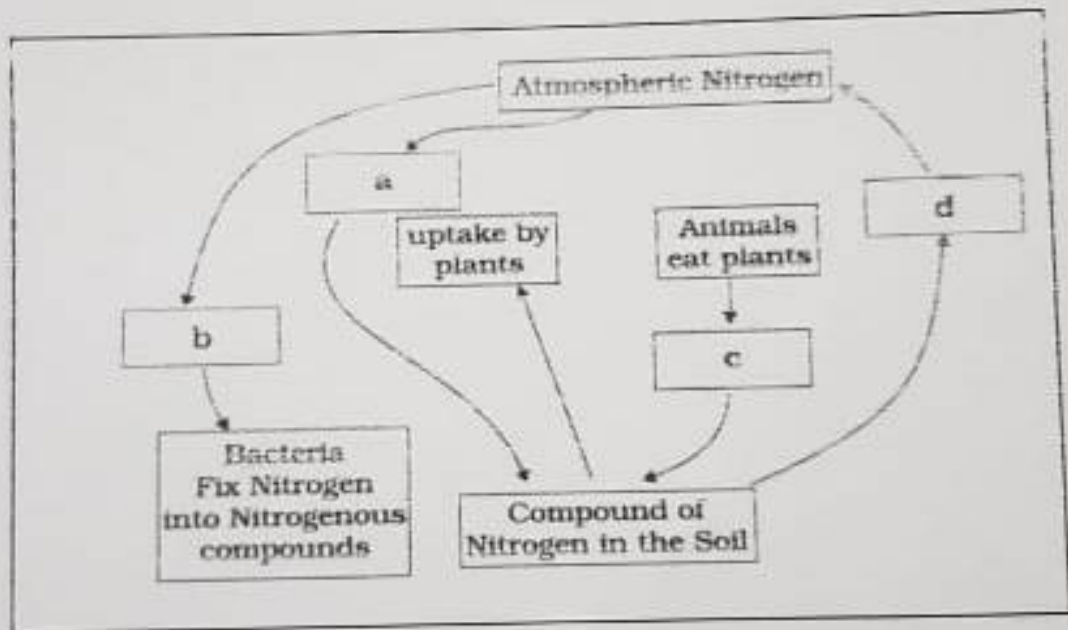 Atmospheric Nitrogen
a
uptake by
plants
Animals
eat plants
d
b
c
Bacteria
Fix Nitrogen
into Nitrogenous
compounds
Compound of
Nitrogen in the Soil